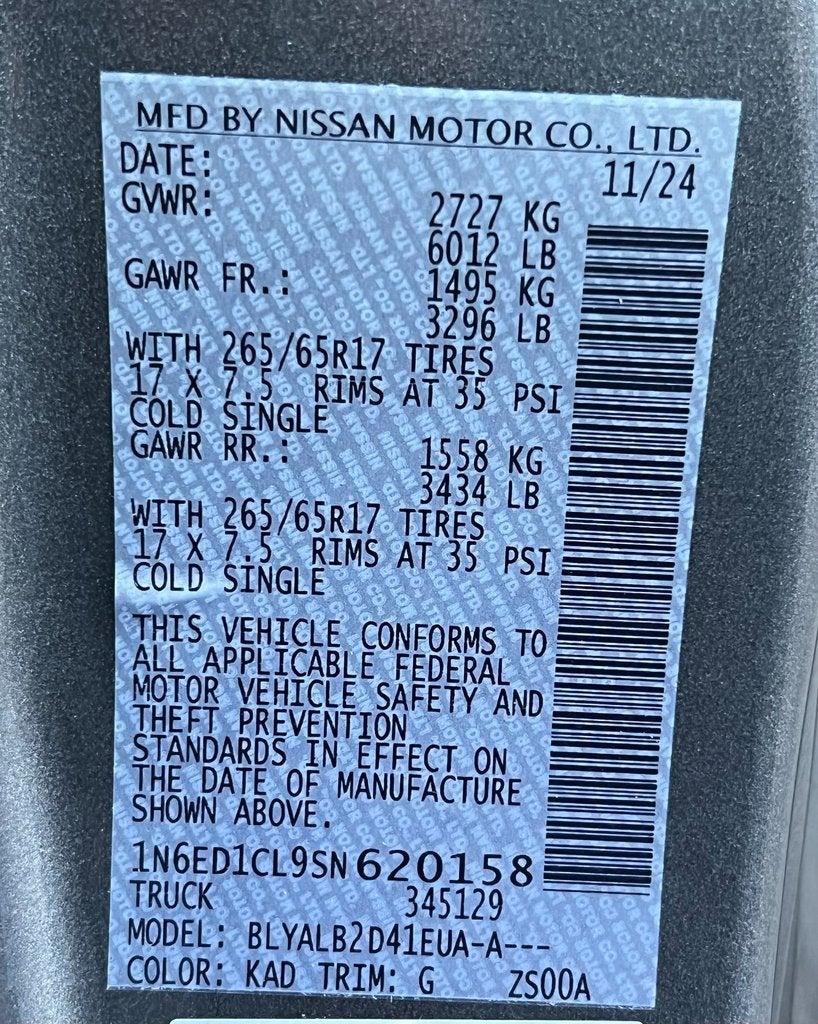 MFD BY NISSAN MOTOR CO., LTD.
DATE: 11/24
GVWR: 2727 KG
6012 LB
GAWR FR.: 1495 KG
3296 LB
WITH 265/65R17 TIRES
17 X 7.5 RIMS AT 35 PSI
COLD SINGLE
GAWR RR.: 1558 KG
3434 LB
WITH 265/65R17 TIRES
17 X 7.5 RIMS AT 35 PSI
COLD SINGLE
THIS VEHICLE CONFORMS TO
ALL APPLICABLE FEDERAL
MOTOR VEHICLE SAFETY AND
THEFT PREVENTION
STANDARDS IN EFFECT ON
THE DATE OF MANUFACTURE
SHOWN ABOVE.
1N6ED1CL9SN620158
TRUCK 345129
MODEL: BLYALB2D41EUA-A---
COLOR: KAD TRIM: G ZS00A